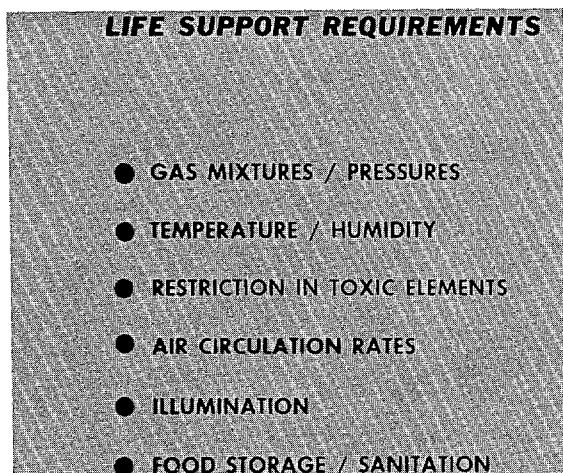 LIFE SUPPORT REQUIREMENTS
● GAS MIXTURES / PRESSURES
● TEMPERATURE / HUMIDITY
● RESTRICTION IN TOXIC ELEMENTS
● AIR CIRCULATION RATES
● ILLUMINATION
● FOOD STORAGE / SANITATION